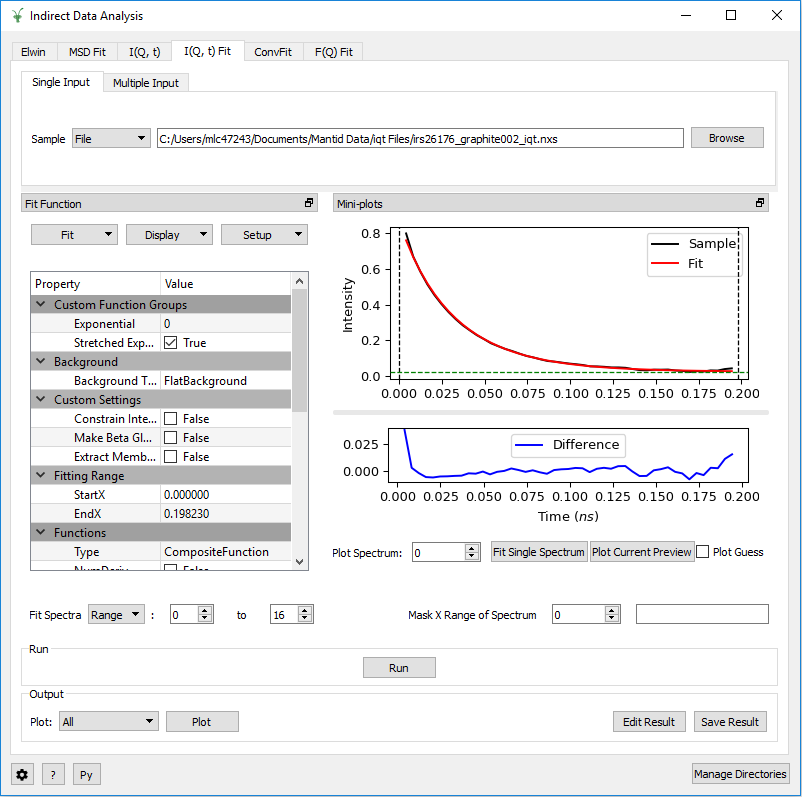 Indirect Data Analysis
Elwin MSD Fit I(Q, t) I(Q, t) Fit ConvFit F(Q) Fit
Single Input Multiple Input
Sample File C:/Users/mlc47243/Documents/Mantid Data/iqt Files/irs26176_graphite002_iqt.nxs Browse
Fit Function
Fit Display Setup
Property Value
Custom Function Groups
Exponential 0
Stretched Exp... True
Background
Background T... FlatBackground
Custom Settings
Constrain Inte... False
Make Beta Gl... False
Extract Memb... False
Fitting Range
StartX 0.000000
EndX 0.198230
Functions
Type CompositeFunction
NumDeriv False
Mini-plots
Sample
Fit
Intensity
0.8
0.6
0.4
0.2
0.0
0.000 0.025 0.050 0.075 0.100 0.125 0.150 0.175 0.200
Difference
0.025
0.000
0.000 0.025 0.050 0.075 0.100 0.125 0.150 0.175 0.200
Time (ns)
Plot Spectrum: 0 Fit Single Spectrum Plot Current Preview Plot Guess
Fit Spectra Range : 0 to 16 Mask X Range of Spectrum 0
Run
Run
Output
Plot: All Plot Edit Result Save Result
? Py Manage Directories